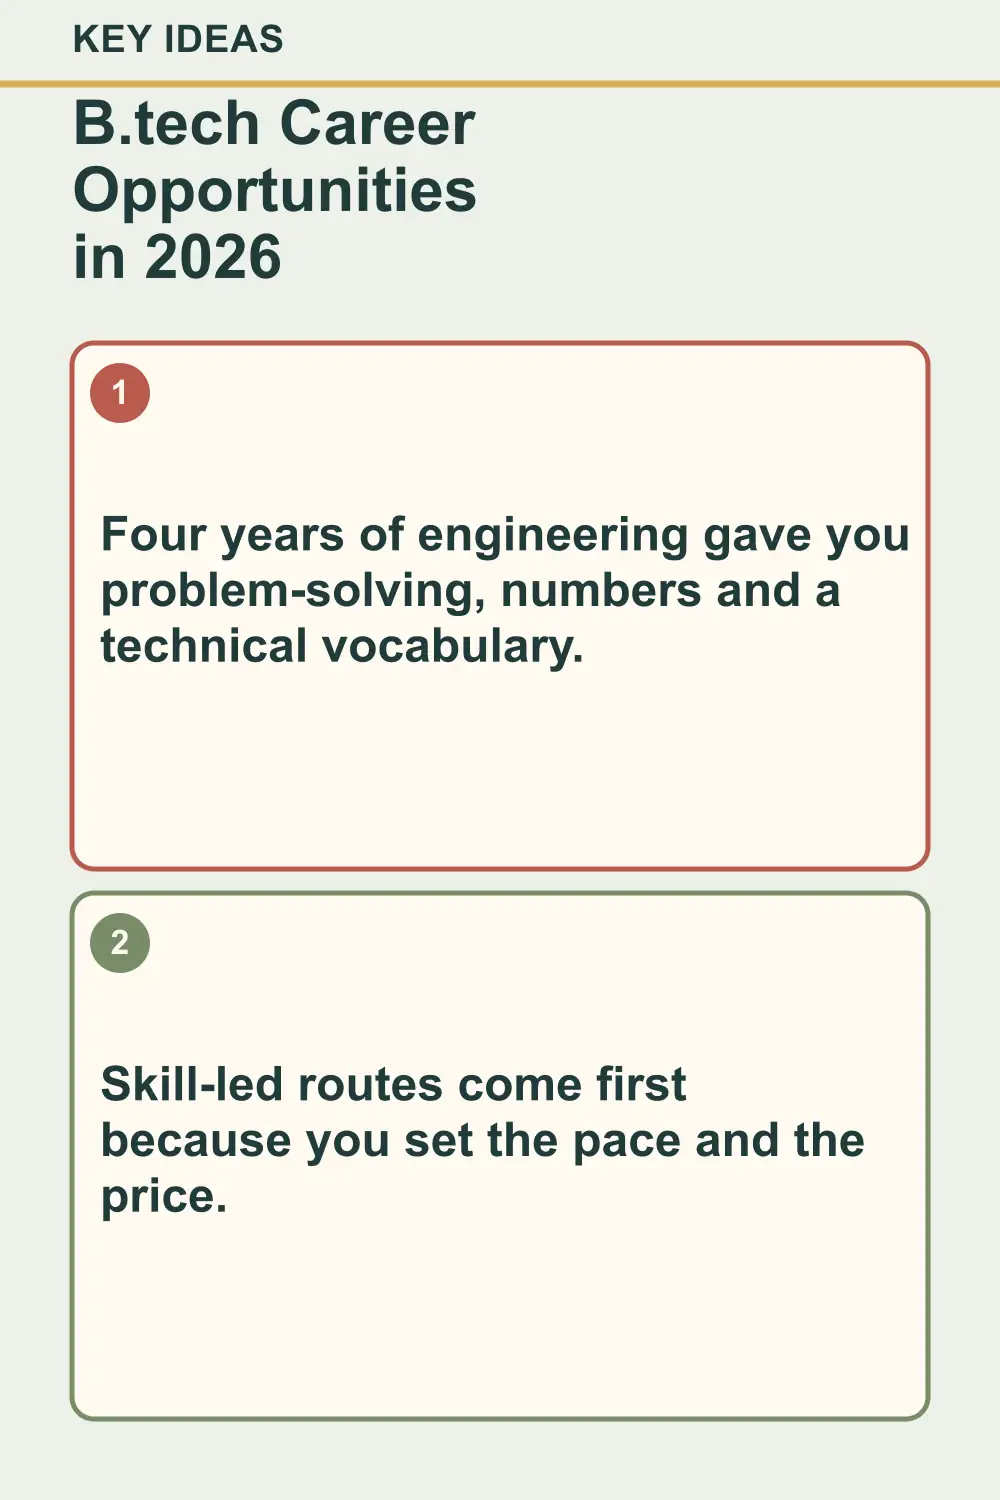 KEY IDEAS
B.tech Career
Opportunities
in 2026
1
Four years of engineering gave you
problem-solving, numbers and a
technical vocabulary.
2
Skill-led routes come first
because you set the pace and the
price.